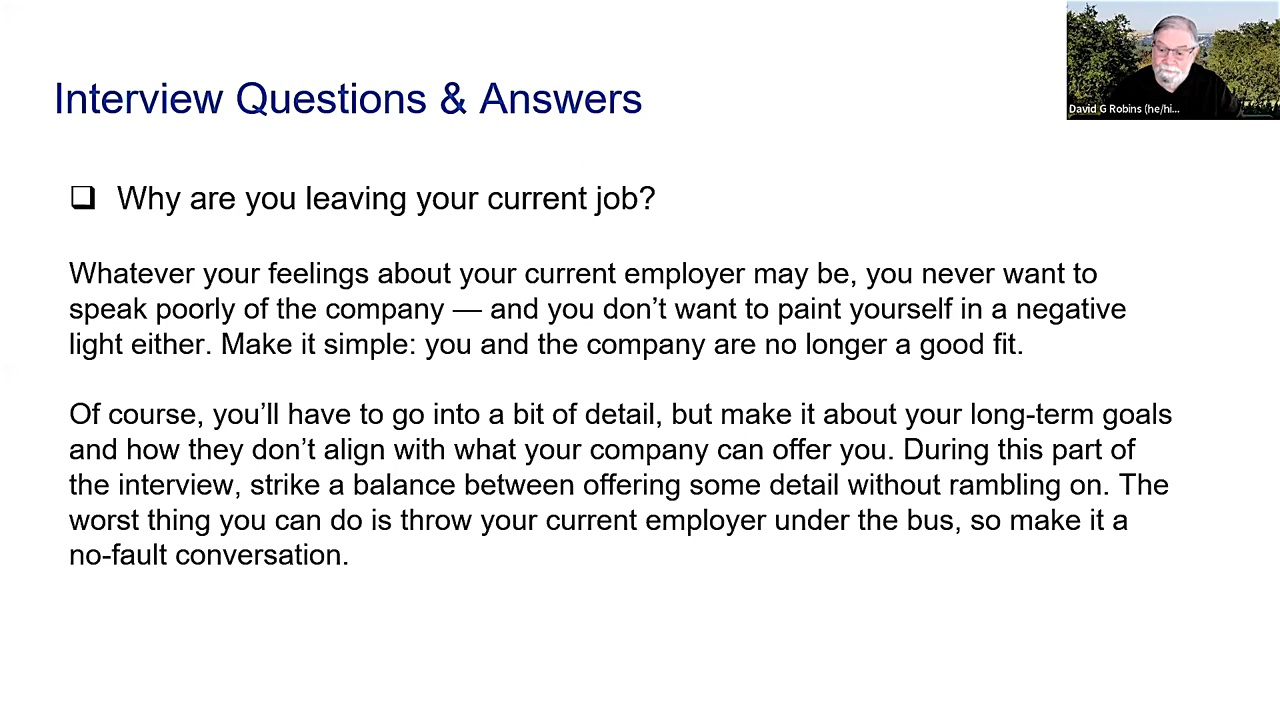 Interview Questions & Answers
David G Robins (he/hi...
Why are you leaving your current job?
Whatever your feelings about your current employer may be, you never want to
speak poorly of the company — and you don’t want to paint yourself in a negative
light either. Make it simple: you and the company are no longer a good fit.
Of course, you’ll have to go into a bit of detail, but make it about your long-term goals
and how they don’t align with what your company can offer you. During this part of
the interview, strike a balance between offering some detail without rambling on. The
worst thing you can do is throw your current employer under the bus, so make it a
no-fault conversation.